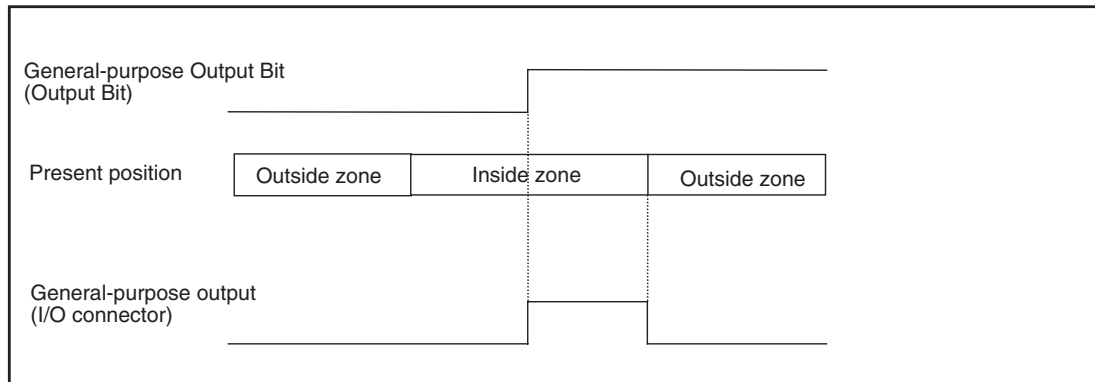 General-purpose Output Bit
(Output Bit)
Present position
Outside zone
Inside zone
Outside zone
General-purpose output
(I/O connector)